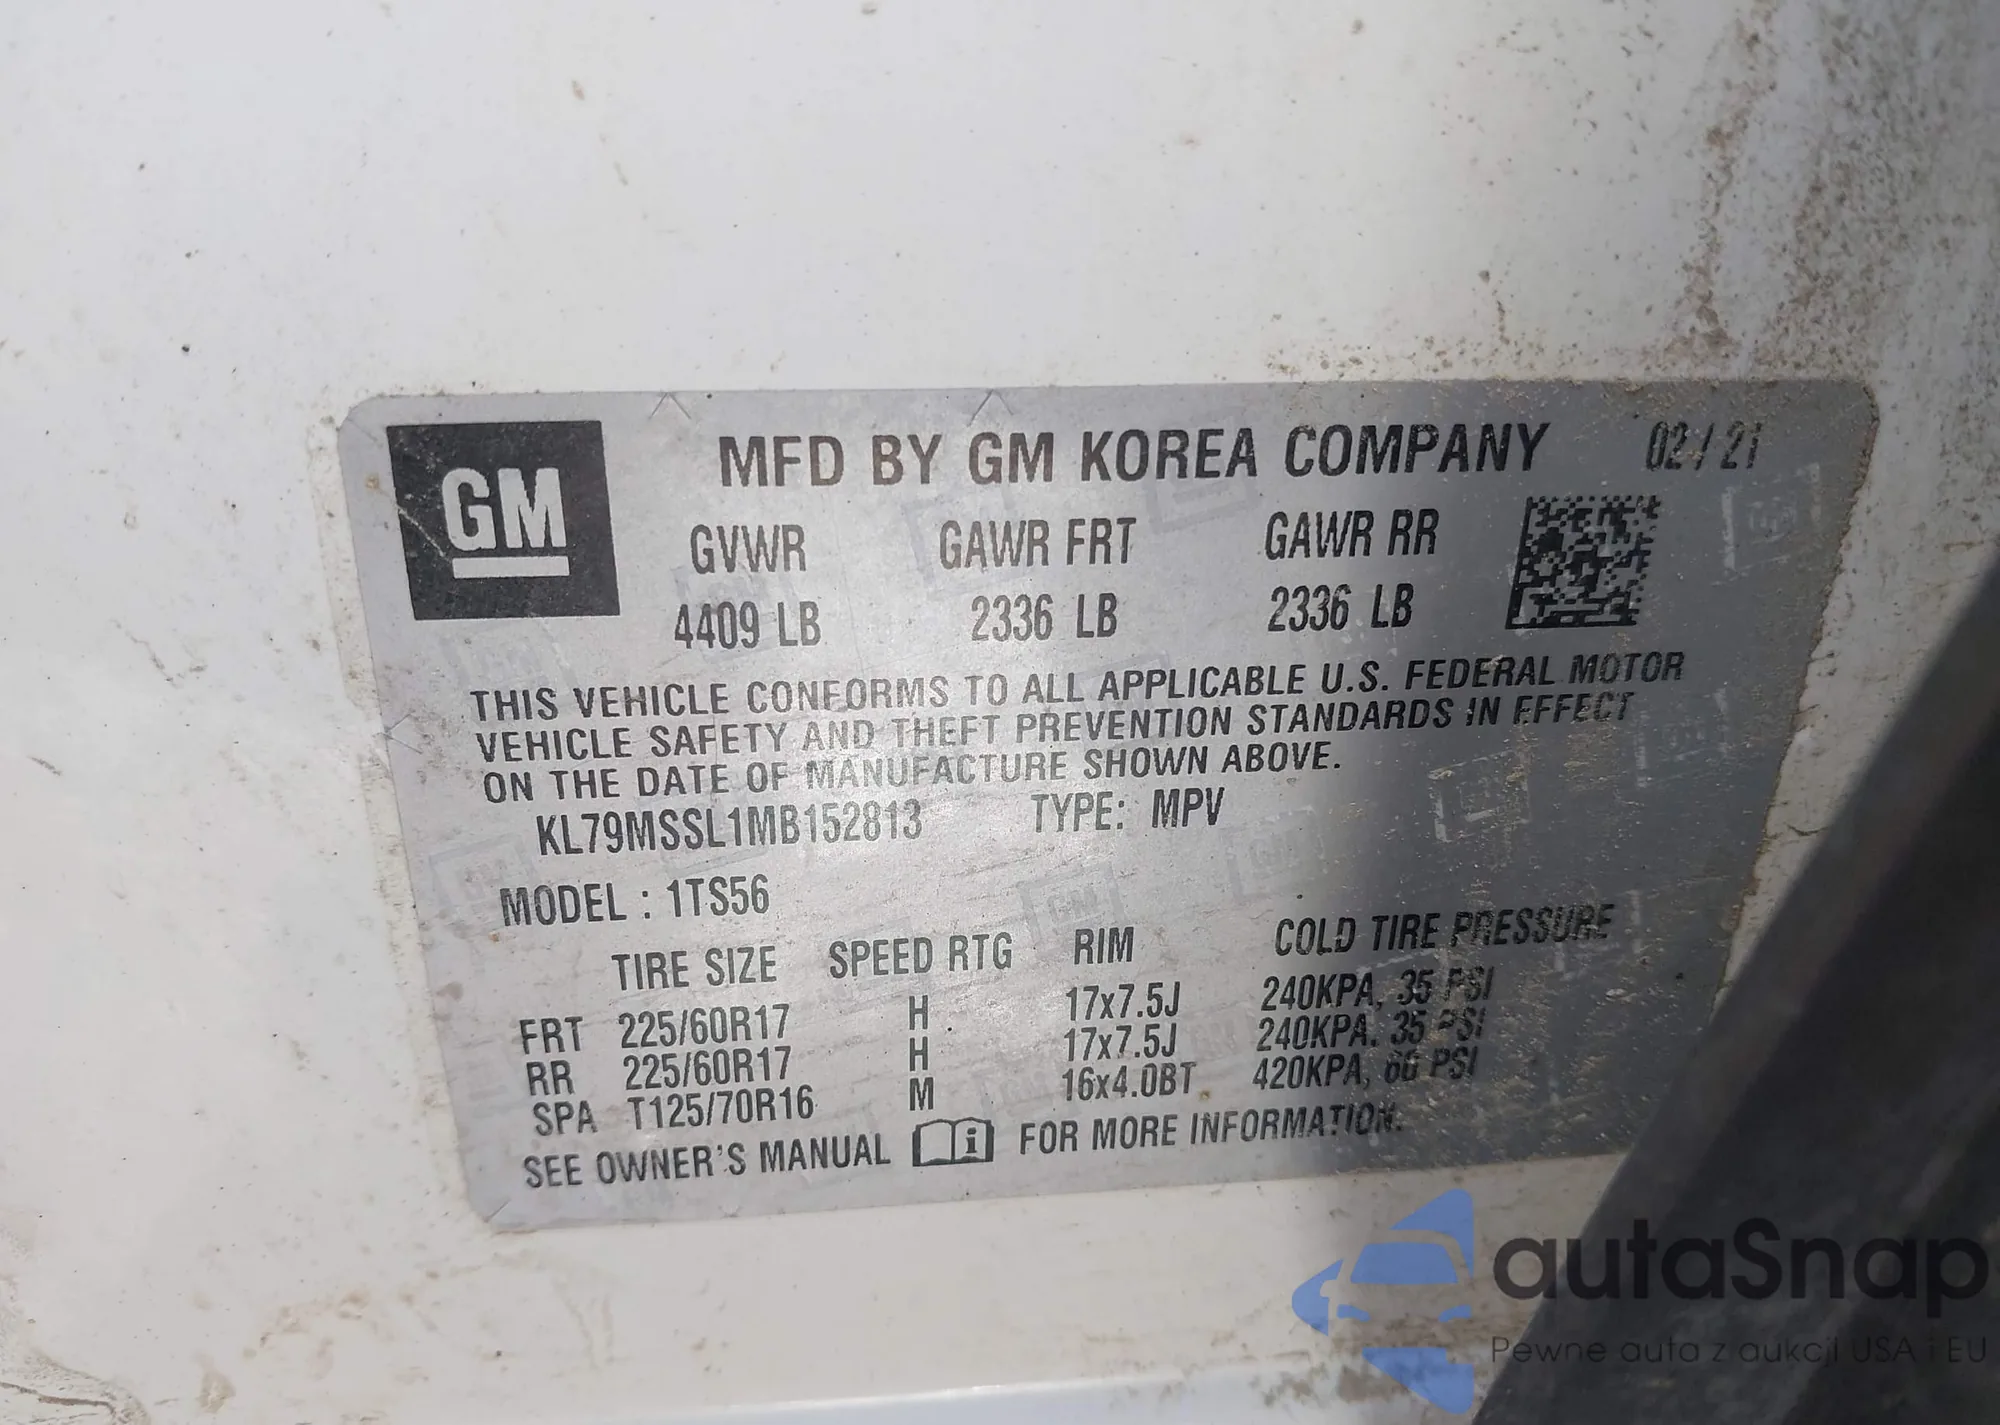 GM
MFD BY GM KOREA COMPANY 02/21
GVWR GAWR FRT GAWR RR
4409 LB 2336 LB 2336 LB
THIS VEHICLE CONFORMS TO ALL APPLICABLE U.S. FEDERAL MOTOR
VEHICLE SAFETY AND THEFT PREVENTION STANDARDS IN EFFECT
ON THE DATE OF MANUFACTURE SHOWN ABOVE.
KL79MSSL1MB152813 TYPE: MPV
MODEL : 1TS56
TIRE SIZE SPEED RTG RIM COLD TIRE PRESSURE
FRT 225/60R17 H 17x7.5J 240KPA, 35 PSI
RR 225/60R17 H 17x7.5J 240KPA, 35 PSI
SPA T125/70R16 M 16x4.0BT 420KPA, 60 PSI
SEE OWNER'S MANUAL i FOR MORE INFORMATION.
autaSnap
Pewne auta z aukcji USA i EU